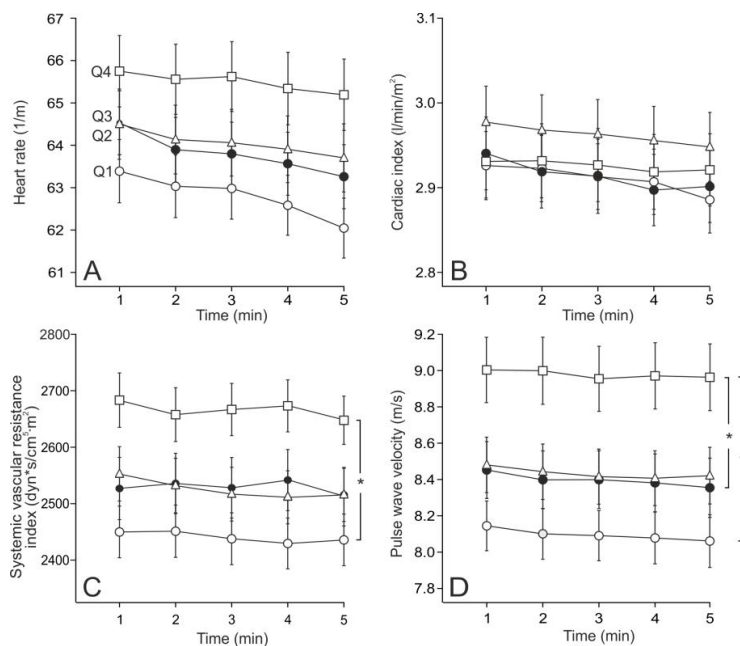 67
66
65
64
63
62
61
Heart rate (1/m)
Q4
Q3
Q2
Q1
A
1 2 3 4 5
Time (min)
3.1
3.0
2.9
2.8
Cardiac index (l/min/m²)
B
1 2 3 4 5
Time (min)
2800
2700
2600
2500
2400
Systemic vascular resistance
index (dyn*s/cm⁵·m²)
*
C
1 2 3 4 5
Time (min)
9.2
9.0
8.8
8.6
8.4
8.2
8.0
7.8
Pulse wave velocity (m/s)
*
D
1 2 3 4 5
Time (min)